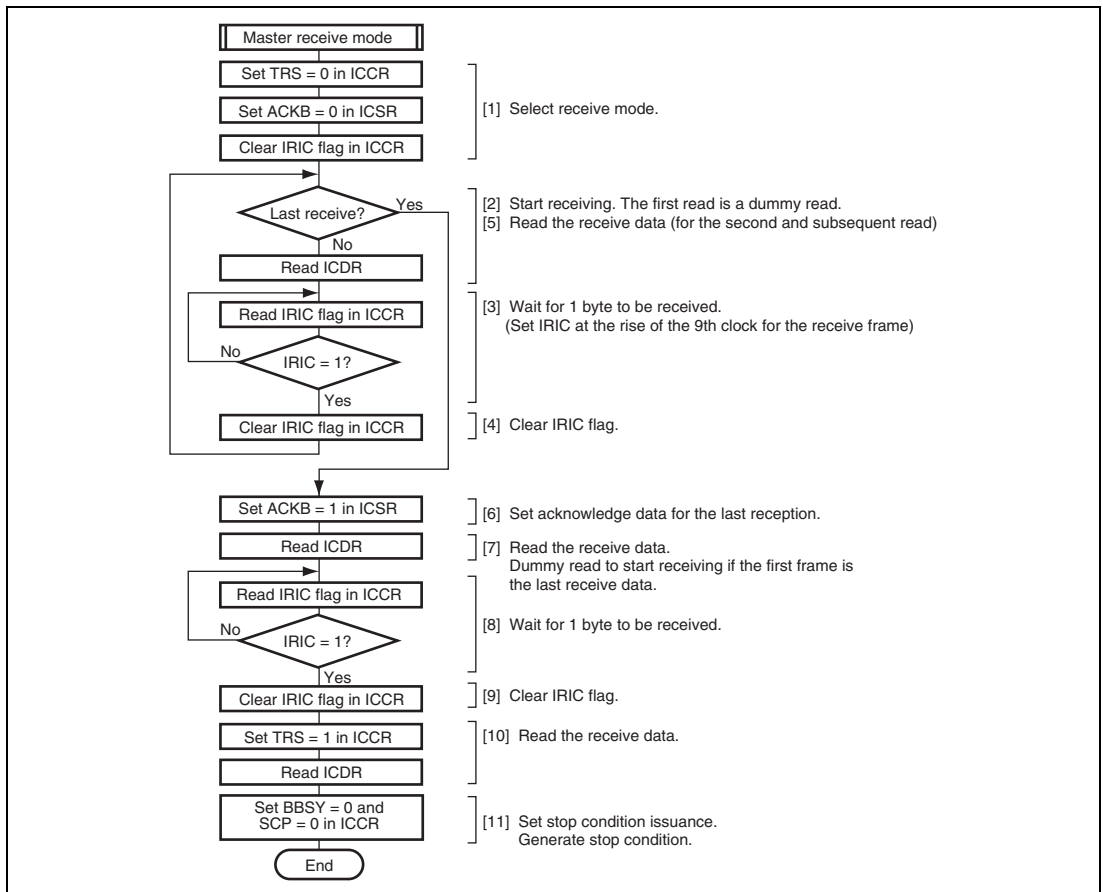 Master receive mode
Set TRS = 0 in ICCR
Set ACKB = 0 in ICSR
[1] Select receive mode.
Clear IRIC flag in ICCR
Last receive?
Yes
[2] Start receiving. The first read is a dummy read.
[5] Read the receive data (for the second and subsequent read)
No
Read ICDR
Read IRIC flag in ICCR
[3] Wait for 1 byte to be received.
(Set IRIC at the rise of the 9th clock for the receive frame)
No
IRIC = 1?
Yes
Clear IRIC flag in ICCR
[4] Clear IRIC flag.
Set ACKB = 1 in ICSR
[6] Set acknowledge data for the last reception.
Read ICDR
[7] Read the receive data.
Dummy read to start receiving if the first frame is
the last receive data.
Read IRIC flag in ICCR
No
IRIC = 1?
[8] Wait for 1 byte to be received.
Yes
Clear IRIC flag in ICCR
[9] Clear IRIC flag.
Set TRS = 1 in ICCR
[10] Read the receive data.
Read ICDR
Set BBSY = 0 and
SCP = 0 in ICCR
[11] Set stop condition issuance.
Generate stop condition.
End